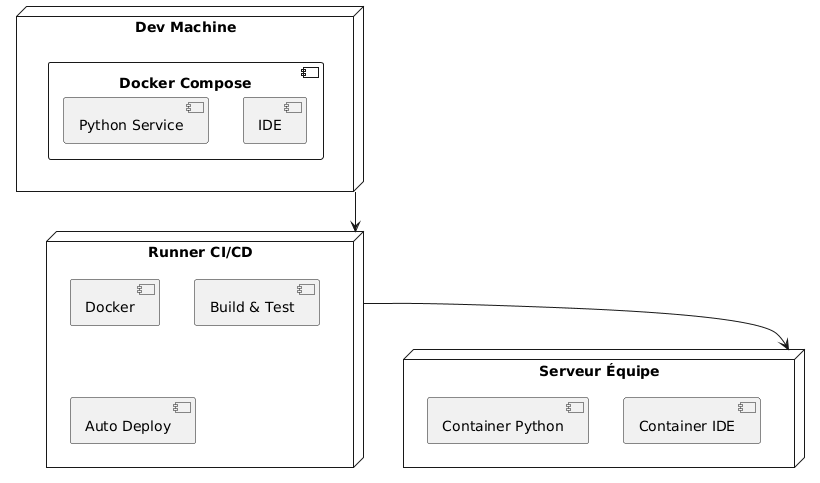 Dev Machine
Docker Compose
Python Service
IDE
Runner CI/CD
Docker
Build & Test
Auto Deploy
Serveur Équipe
Container Python
Container IDE